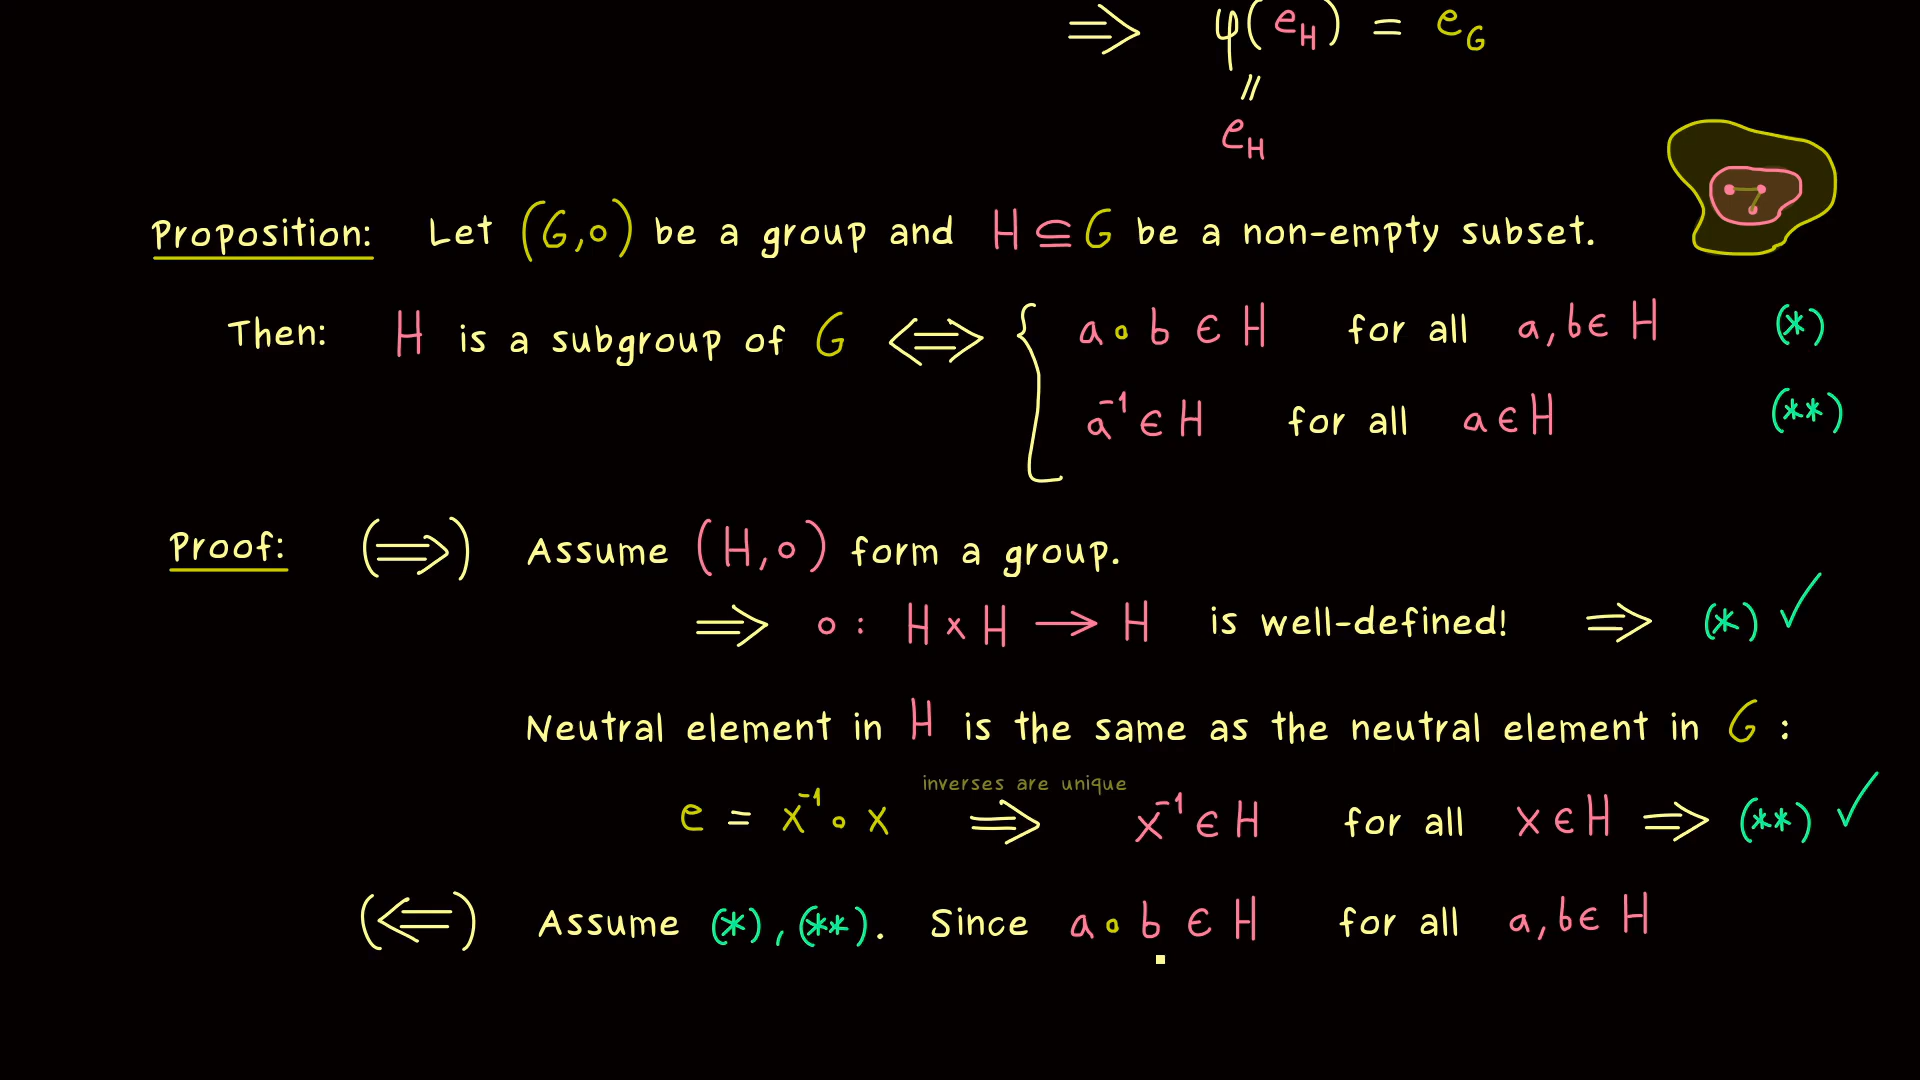 ⟹ φ(e_H) = e_G
=
e_H
Proposition: Let (G,∘) be a group and H ⊆ G be a non-empty subset.
Then: H is a subgroup of G ⟺ { a∘b ∈ H for all a,b ∈ H (*)
a⁻¹ ∈ H for all a ∈ H (**)
Proof: (⟹) Assume (H,∘) form a group.
⟹ ∘: H × H ⟶ H is well-defined! ⟹ (*) ✓
Neutral element in H is the same as the neutral element in G :
inverses are unique
e = x⁻¹∘x ⟹ x⁻¹ ∈ H for all x ∈ H ⟹ (**) ✓
(⟸) Assume (*), (**). Since a∘b ∈ H for all a,b ∈ H